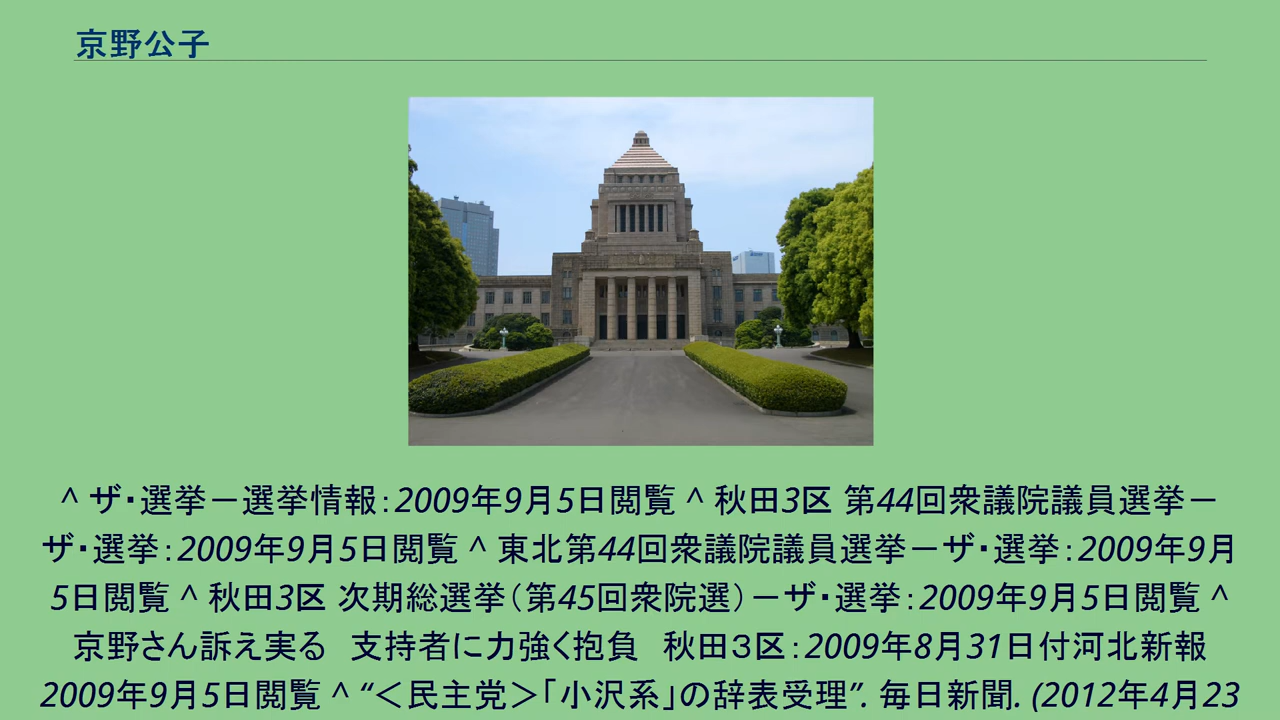 京野公子
^ ザ・選挙－選挙情報：2009年9月5日閲覧 ^ 秋田3区 第44回衆議院議員選挙－
ザ・選挙：2009年9月5日閲覧 ^ 東北第44回衆議院議員選挙－ザ・選挙：2009年9月
5日閲覧 ^ 秋田3区 次期総選挙（第45回衆院選）－ザ・選挙：2009年9月5日閲覧 ^
京野さん訴え実る　支持者に力強く抱負　秋田３区：2009年8月31日付河北新報
2009年9月5日閲覧 ^ “＜民主党＞「小沢系」の辞表受理”. 毎日新聞. (2012年4月23